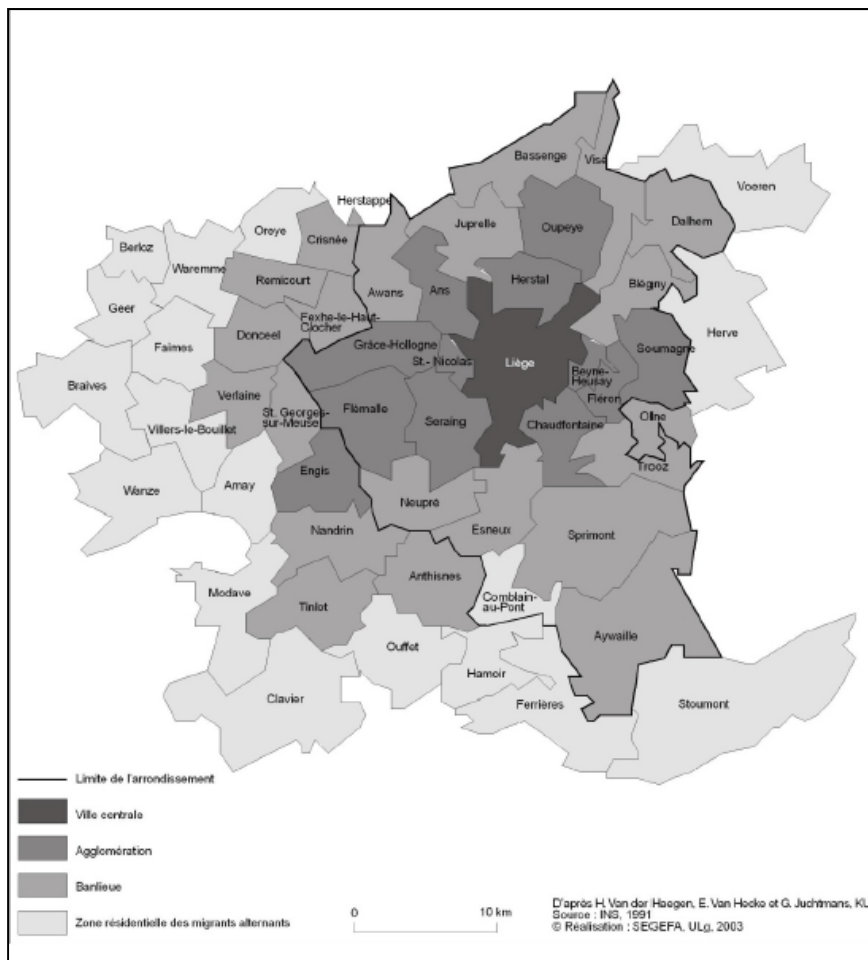 Bassenge
Visé
Voeren
Herstappe
Oreye
Crisnée
Juprelle
Oupeye
Dalhem
Berloz
Waremme
Remicourt
Awans
Ans
Herstal
Blégny
Geer
Fexhe-le-Haut-
Clocher
Faimes
Donceel
Grâce-Hollogne
St.- Nicolas
Liège
Beyne-
Heusay
Soumagne
Herve
Braives
Verlaine
Fléron
Villers-le-Bouillet
St. Georges-
sur-Meuse
Flémalle
Seraing
Chaudfontaine
Olne
Trooz
Wanze
Amay
Engis
Neupré
Nandrin
Esneux
Sprimont
Modave
Tinlot
Anthisnes
Comblain-
au-Pont
Aywaille
Ouffet
Hamoir
Clavier
Ferrières
Stoumont
Limite de l'arrondissement
Ville centrale
Agglomération
Banlieue
Zone résidentielle des migrants alternants
0 10 km
D'après H. Van der Haegen, E. Van Hecke et G. Juchtmans, KU
Source : INS, 1991
© Réalisation : SEGEFA, ULg, 2003